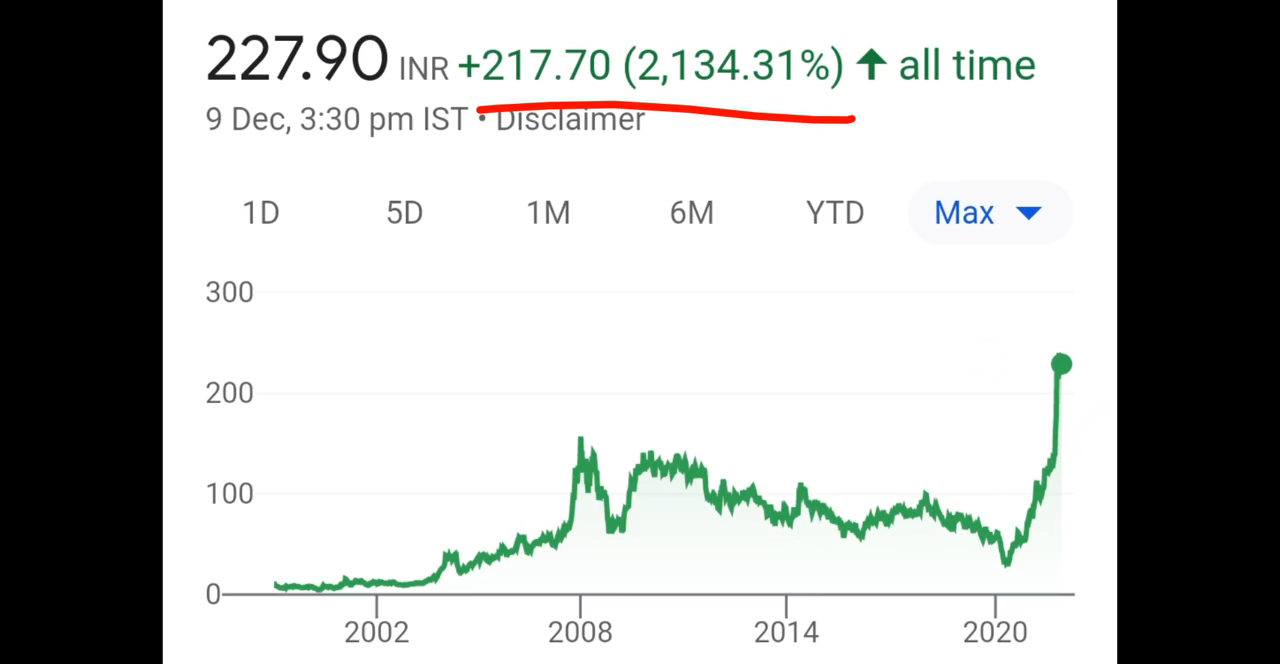 227.90 INR +217.70 (2,134.31%) ↑ all time
9 Dec, 3:30 pm IST • Disclaimer
1D 5D 1M 6M YTD Max
300
200
100
0
2002 2008 2014 2020